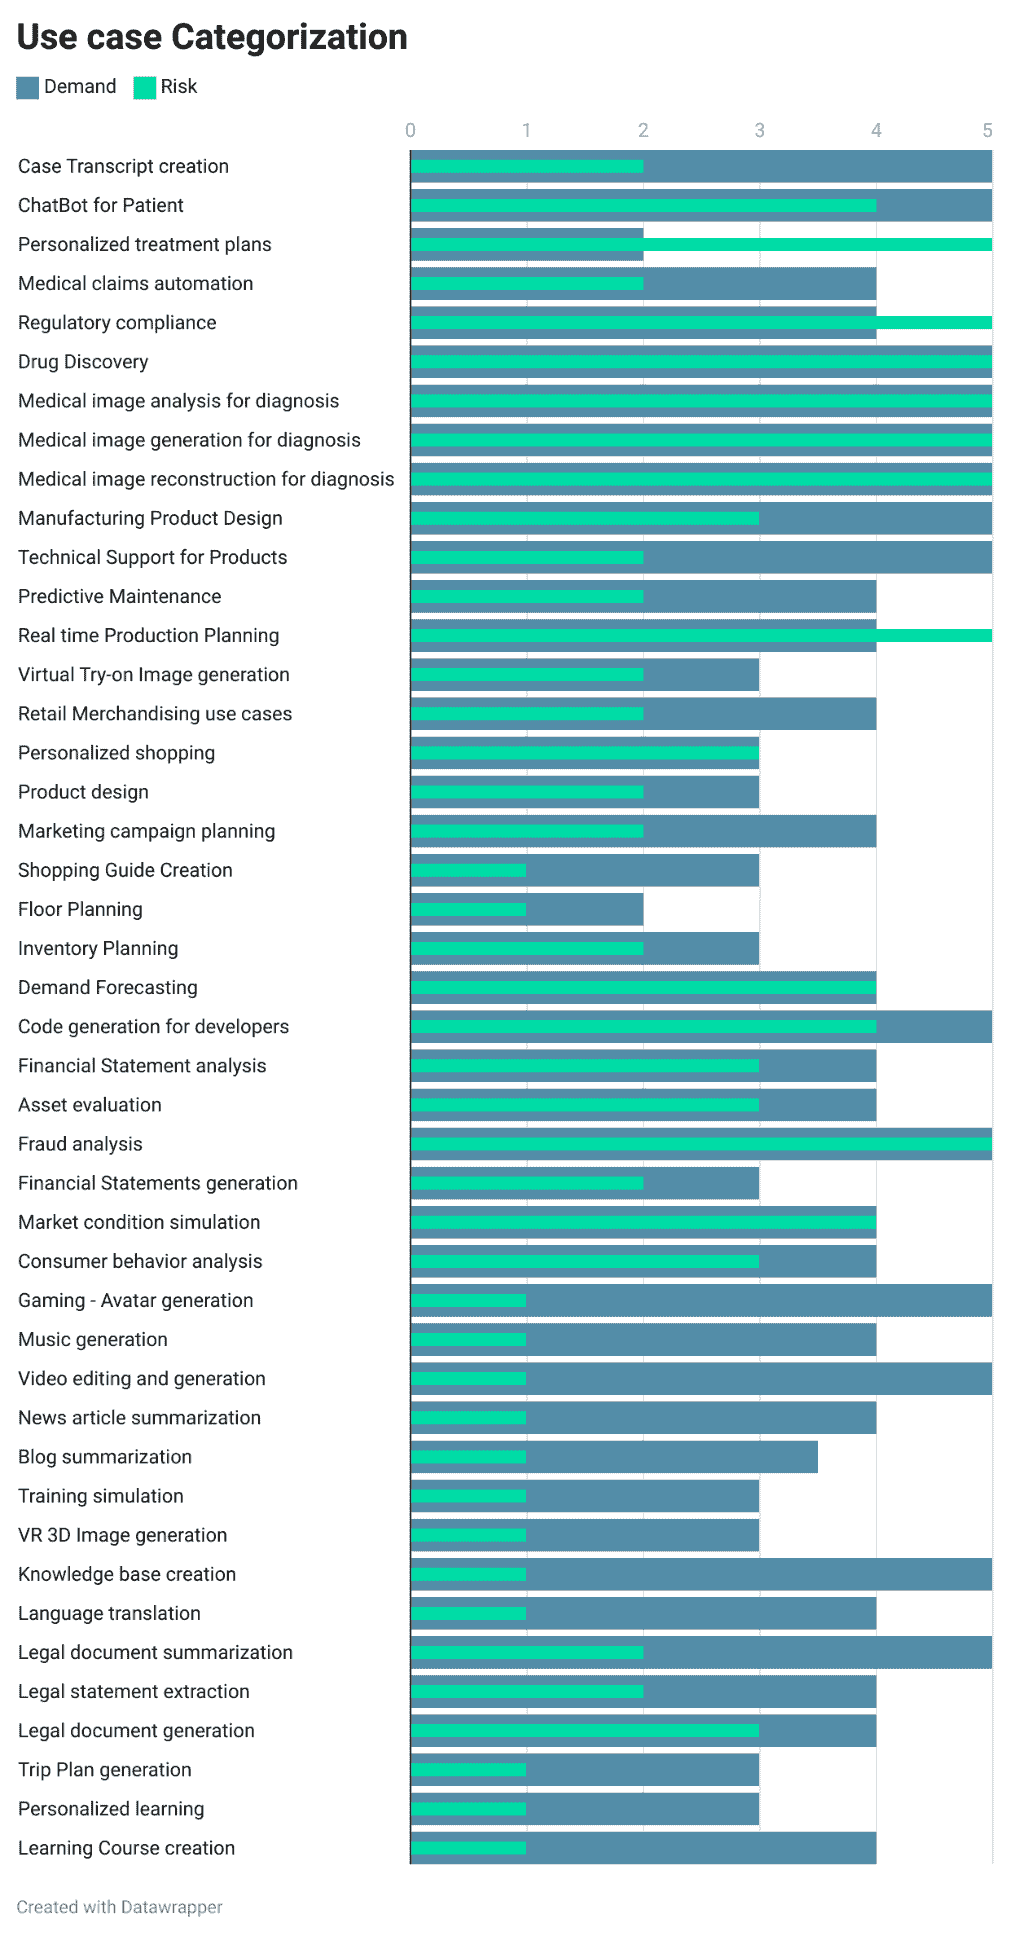 Use case Categorization
Demand Risk
0 1 2 3 4 5
Case Transcript creation
ChatBot for Patient
Personalized treatment plans
Medical claims automation
Regulatory compliance
Drug Discovery
Medical image analysis for diagnosis
Medical image generation for diagnosis
Medical image reconstruction for diagnosis
Manufacturing Product Design
Technical Support for Products
Predictive Maintenance
Real time Production Planning
Virtual Try-on Image generation
Retail Merchandising use cases
Personalized shopping
Product design
Marketing campaign planning
Shopping Guide Creation
Floor Planning
Inventory Planning
Demand Forecasting
Code generation for developers
Financial Statement analysis
Asset evaluation
Fraud analysis
Financial Statements generation
Market condition simulation
Consumer behavior analysis
Gaming - Avatar generation
Music generation
Video editing and generation
News article summarization
Blog summarization
Training simulation
VR 3D Image generation
Knowledge base creation
Language translation
Legal document summarization
Legal statement extraction
Legal document generation
Trip Plan generation
Personalized learning
Learning Course creation
Created with Datawrapper